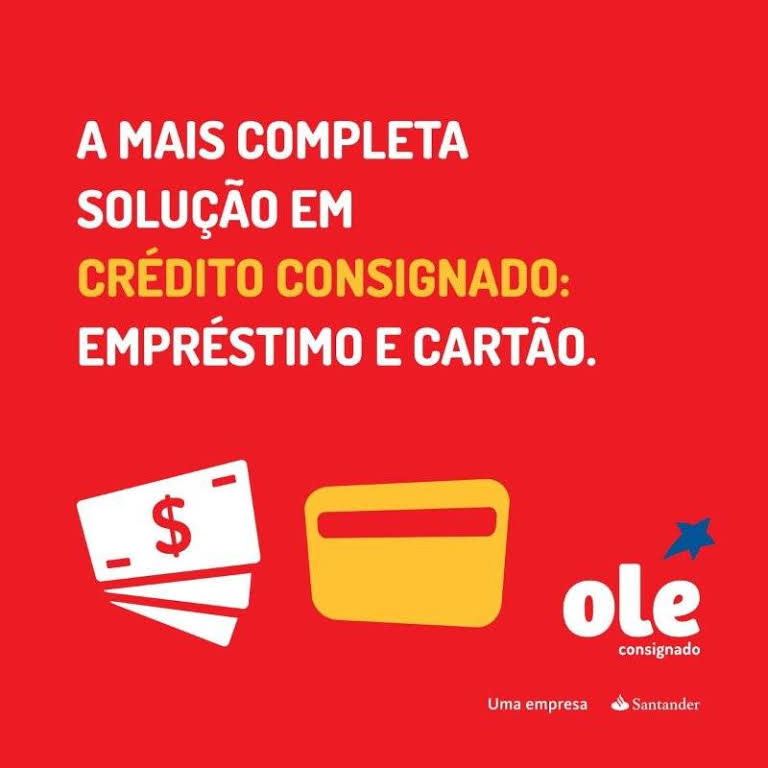 A MAIS COMPLETA
SOLUÇÃO EM
CRÉDITO CONSIGNADO:
EMPRÉSTIMO E CARTÃO.
$
olé
consignado
Uma empresa Santander